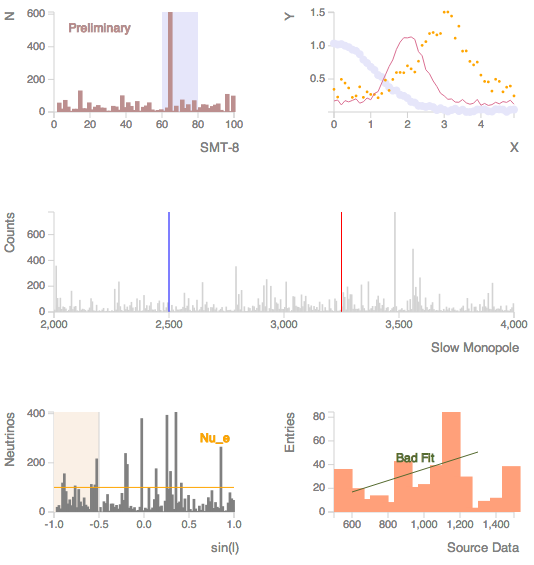 N
600
400
200
0
Preliminary
0 20 40 60 80 100
SMT-8
Y
1.5
1.0
0.5
0 1 2 3 4
X
Counts
600
400
200
0
2,000 2,500 3,000 3,500 4,000
Slow Monopole
Neutrinos
400
200
0
Nu_e
-1.0 -0.5 0.0 0.5 1.0
sin(l)
Entries
80
60
40
20
0
Bad Fit
600 800 1,000 1,200 1,400
Source Data